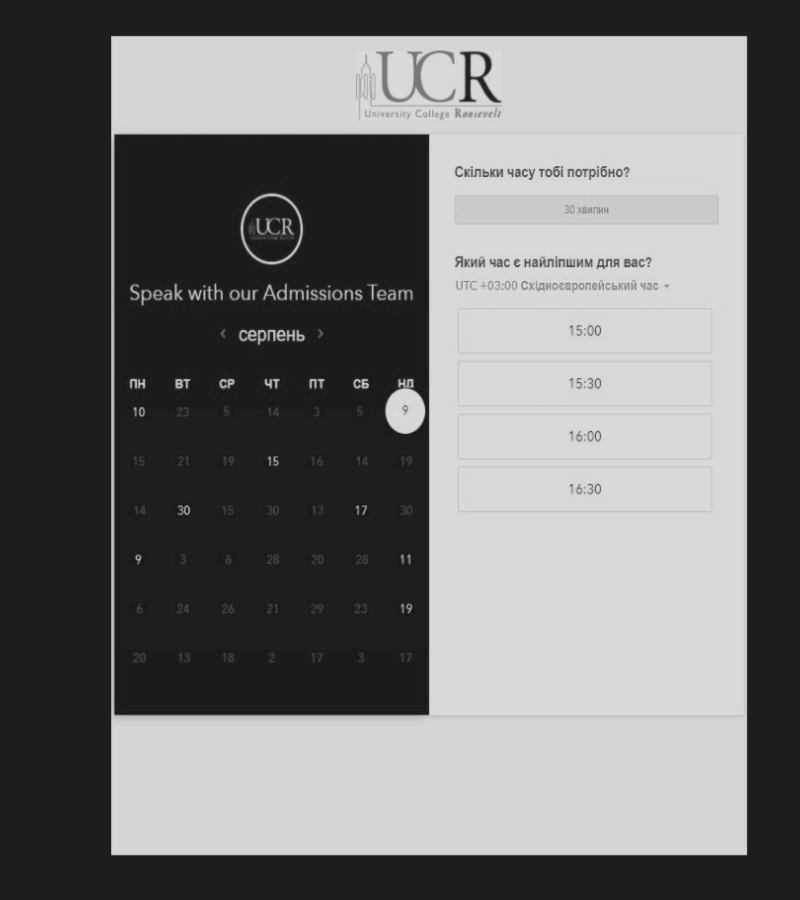 UCR
University College Roosevelt
UCR
Speak with our Admissions Team
серпень
ПН ВТ СР ЧТ ПТ СБ НД
10 23 5 14 3 5 9
15 21 19 15 16 14 19
14 30 15 30 13 17 30
9 3 6 28 20 28 11
6 24 26 21 29 23 19
20 13 18 2 17 3 17
Скільки часу тобі потрібно?
30 хвилин
Який час є найліпшим для вас?
UTC +03:00 Східноєвропейський час
15:00
15:30
16:00
16:30